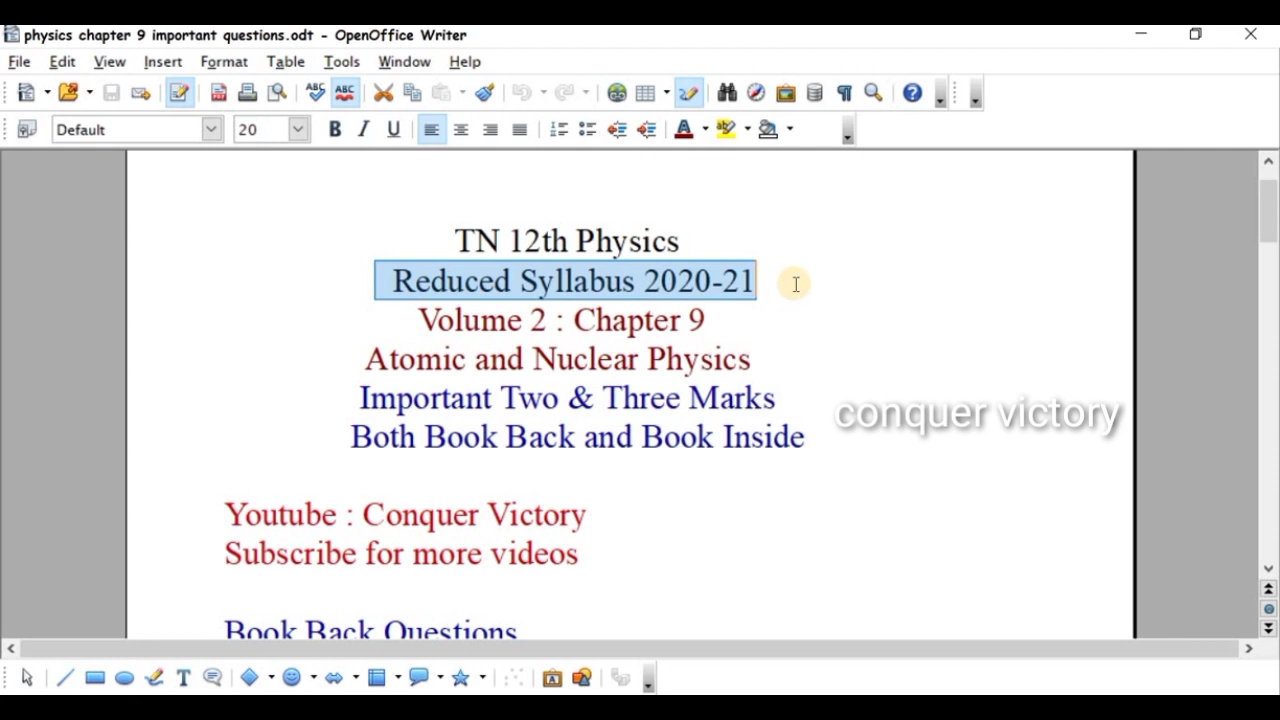 physics chapter 9 important questions.odt - OpenOffice Writer
File Edit View Insert Format Table Tools Window Help
Default 20 B I U
TN 12th Physics
Reduced Syllabus 2020-21
Volume 2 : Chapter 9
Atomic and Nuclear Physics
Important Two & Three Marks
conquer victory
Both Book Back and Book Inside
Youtube : Conquer Victory
Subscribe for more videos
Book Back Questions